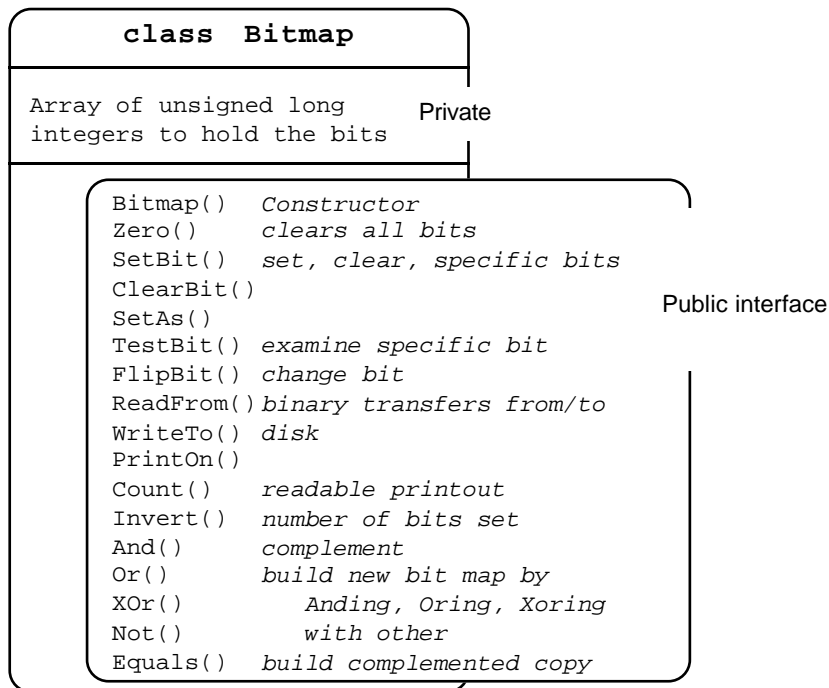 class Bitmap
Array of unsigned long
integers to hold the bits
Private
Bitmap() Constructor
Zero() clears all bits
SetBit() set, clear, specific bits
ClearBit()
SetAs()
Public interface
TestBit() examine specific bit
FlipBit() change bit
ReadFrom() binary transfers from/to
WriteTo() disk
PrintOn()
Count() readable printout
Invert() number of bits set
And() complement
Or() build new bit map by
XOr() Anding, Oring, Xoring
Not() with other
Equals() build complemented copy